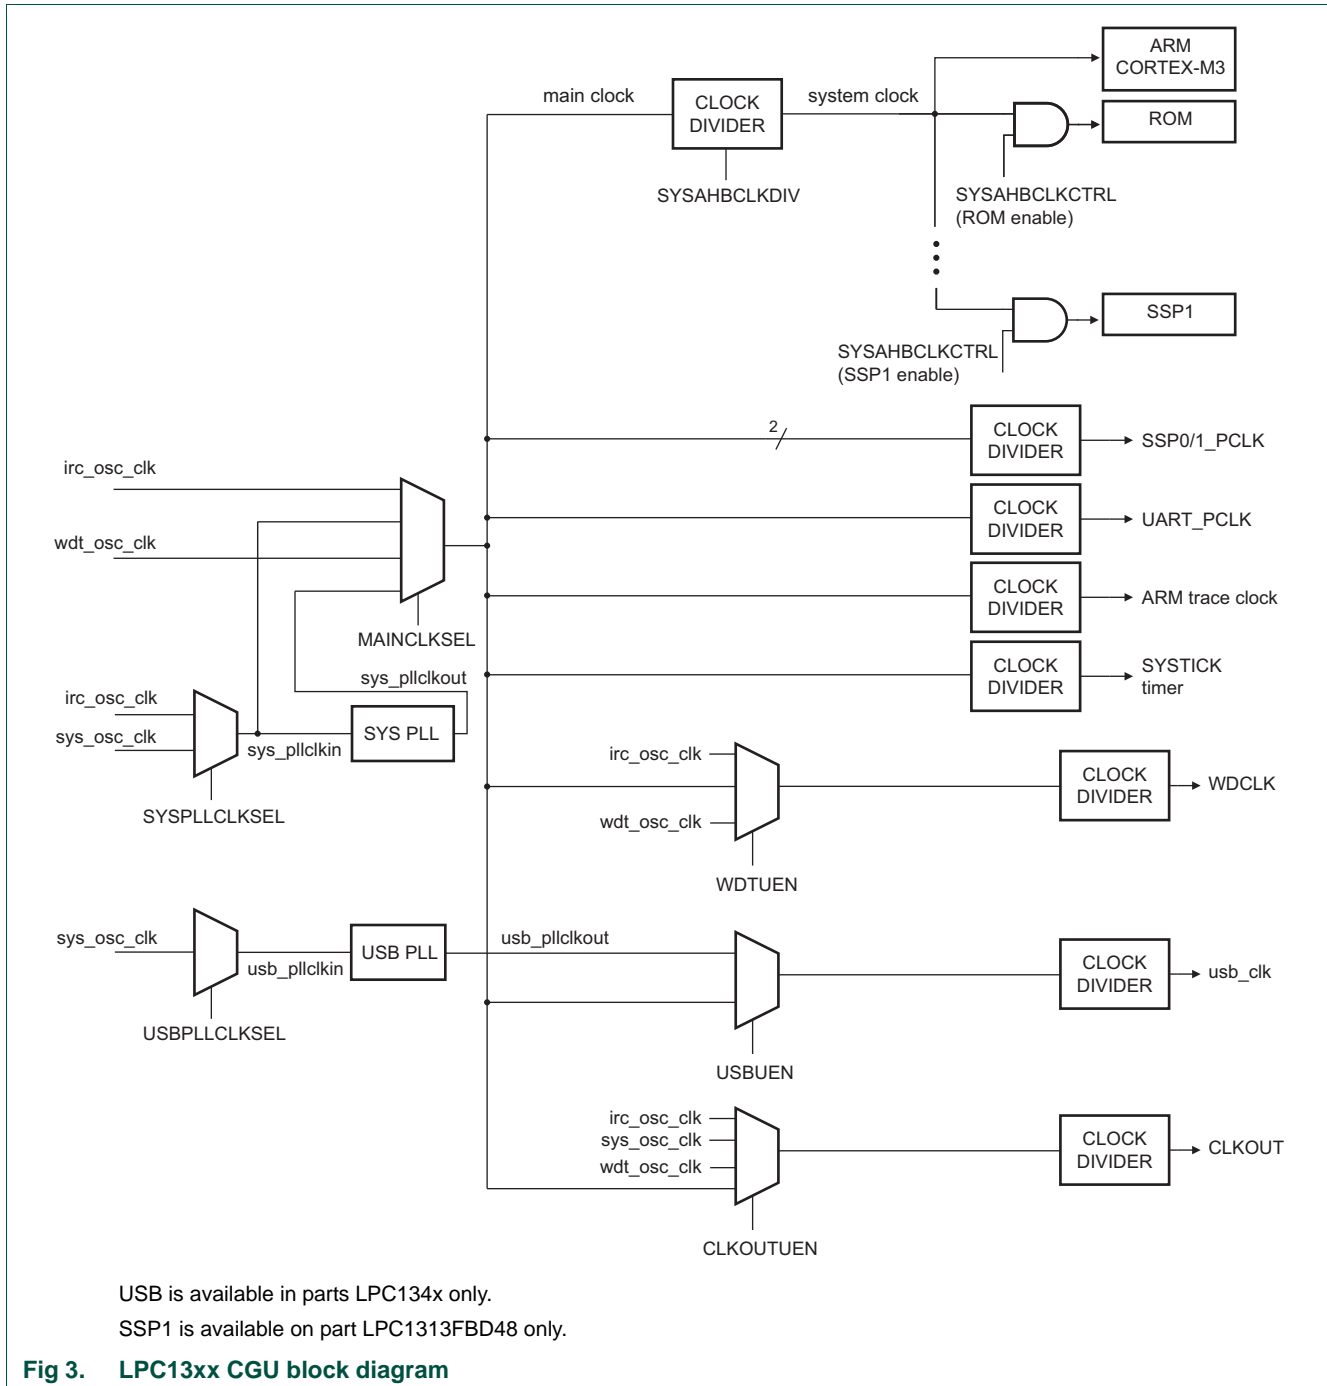 ARM
CORTEX-M3
main clock
CLOCK
DIVIDER
system clock
ROM
SYSAHBCLKDIV
SYSAHBCLKCTRL
(ROM enable)
SSP1
SYSAHBCLKCTRL
(SSP1 enable)
2
CLOCK
DIVIDER
SSP0/1_PCLK
irc_osc_clk
CLOCK
DIVIDER
UART_PCLK
wdt_osc_clk
CLOCK
DIVIDER
ARM trace clock
MAINCLKSEL
sys_pllclkout
CLOCK
DIVIDER
SYSTICK
timer
irc_osc_clk
sys_osc_clk
sys_pllclkin
SYS PLL
SYSPLLCLKSEL
irc_osc_clk
wdt_osc_clk
WDTUEN
CLOCK
DIVIDER
WDCLK
sys_osc_clk
usb_pllclkin
USB PLL
usb_pllclkout
USBPLLCLKSEL
USBUEN
CLOCK
DIVIDER
usb_clk
irc_osc_clk
sys_osc_clk
wdt_osc_clk
CLKOUTUEN
CLOCK
DIVIDER
CLKOUT
USB is available in parts LPC134x only.
SSP1 is available on part LPC1313FBD48 only.
Fig 3. LPC13xx CGU block diagram